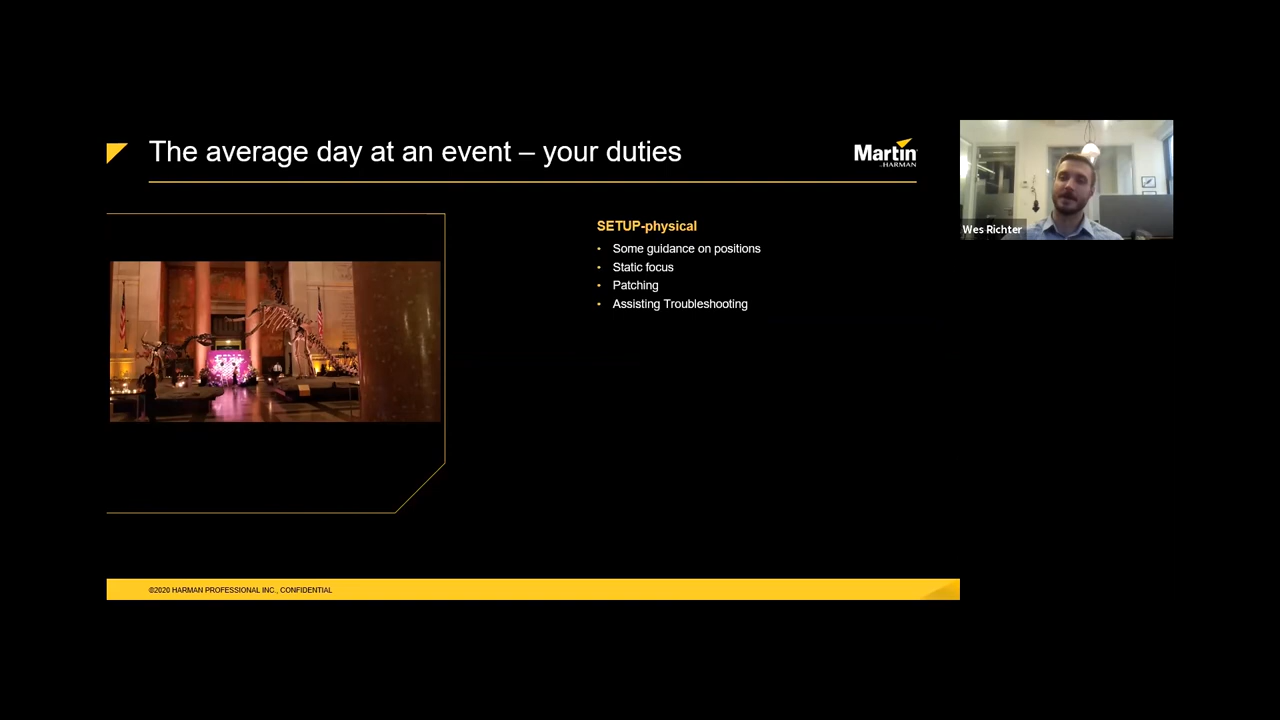 The average day at an event – your duties
Martin
by HARMAN
Wes Richter
SETUP-physical
• Some guidance on positions
• Static focus
• Patching
• Assisting Troubleshooting
©2020 HARMAN PROFESSIONAL INC., CONFIDENTIAL